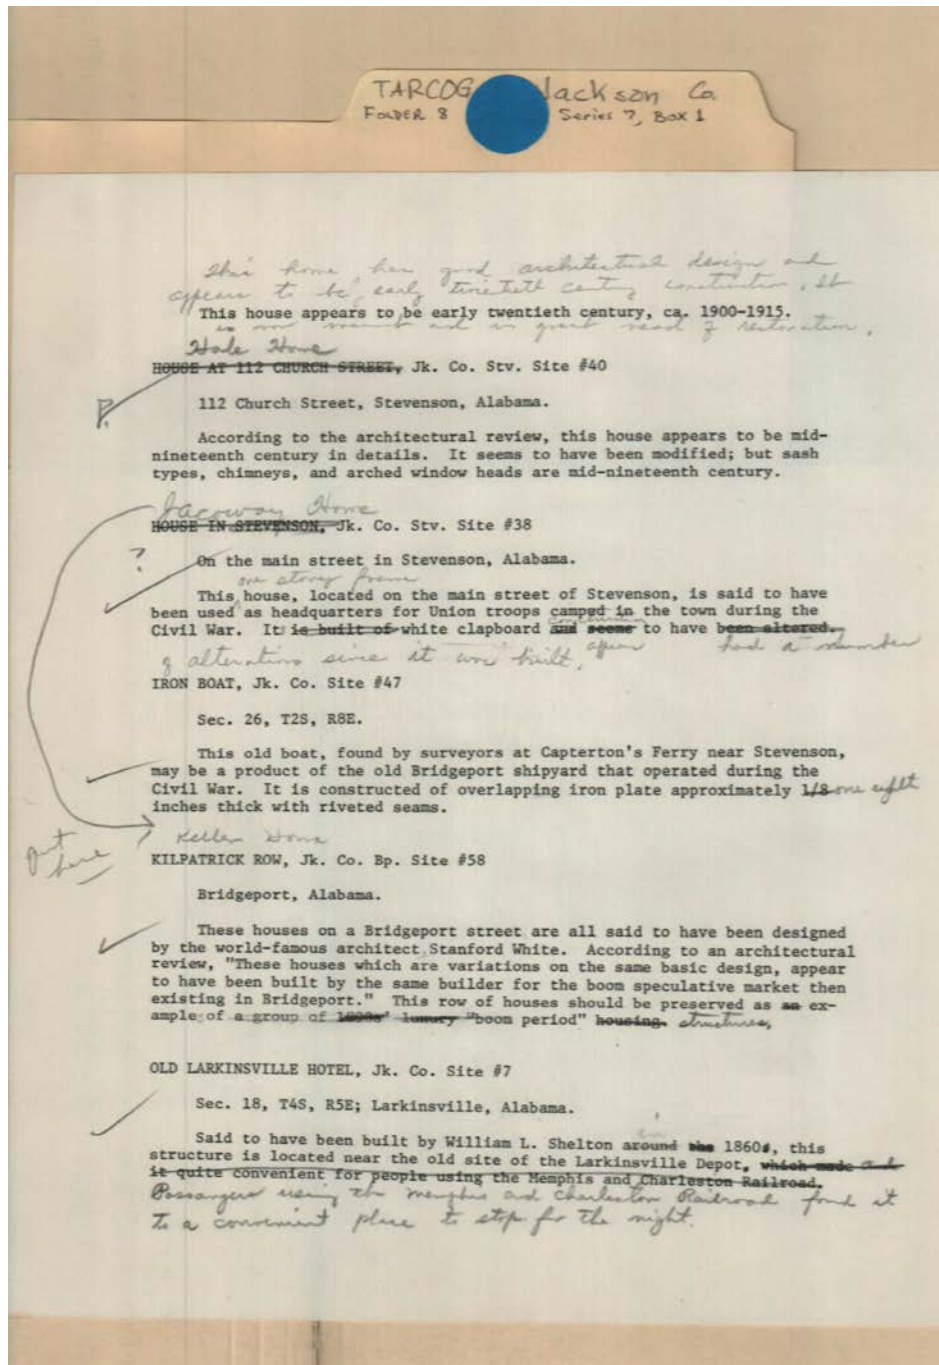 TARCOG Jackson Co.
FOLDER 8 Series 7, Box 1
This home has good architectural design and
appears to be early twentieth century construction. It
This house appears to be early twentieth century, ca. 1900-1915.
is now vacant and in great need of restoration.
Hale Home
HOUSE AT 112 CHURCH STREET, Jk. Co. Stv. Site #40
112 Church Street, Stevenson, Alabama.
According to the architectural review, this house appears to be mid-
nineteenth century in details. It seems to have been modified; but sash
types, chimneys, and arched window heads are mid-nineteenth century.
Jacoway Home
HOUSE IN STEVENSON, Jk. Co. Stv. Site #38
?
On the main street in Stevenson, Alabama.
one story frame
This house, located on the main street of Stevenson, is said to have
been used as headquarters for Union troops camped in the town during the
Civil War. It is built of white clapboard and seems to have been altered.
appears had a number
of alterations since it was built.
IRON BOAT, Jk. Co. Site #47
Sec. 26, T2S, R8E.
This old boat, found by surveyors at Capterton's Ferry near Stevenson,
may be a product of the old Bridgeport shipyard that operated during the
Civil War. It is constructed of overlapping iron plate approximately 1/8 one eight
inches thick with riveted seams.
put here
Keller Home
KILPATRICK ROW, Jk. Co. Bp. Site #58
Bridgeport, Alabama.
These houses on a Bridgeport street are all said to have been designed
by the world-famous architect, Stanford White. According to an architectural
review, "These houses which are variations on the same basic design, appear
to have been built by the same builder for the boom speculative market then
existing in Bridgeport." This row of houses should be preserved as an ex-
ample of a group of 1890s' luxury "boom period" housing. structures.
OLD LARKINSVILLE HOTEL, Jk. Co. Site #7
Sec. 18, T4S, R5E; Larkinsville, Alabama.
Said to have been built by William L. Shelton around the 1860s, this
structure is located near the old site of the Larkinsville Depot, which made and
it quite convenient for people using the Memphis and Charleston Railroad.
Passangers using the Memphis and Charleston Railroad fond it
to a convenient place to stop for the night.